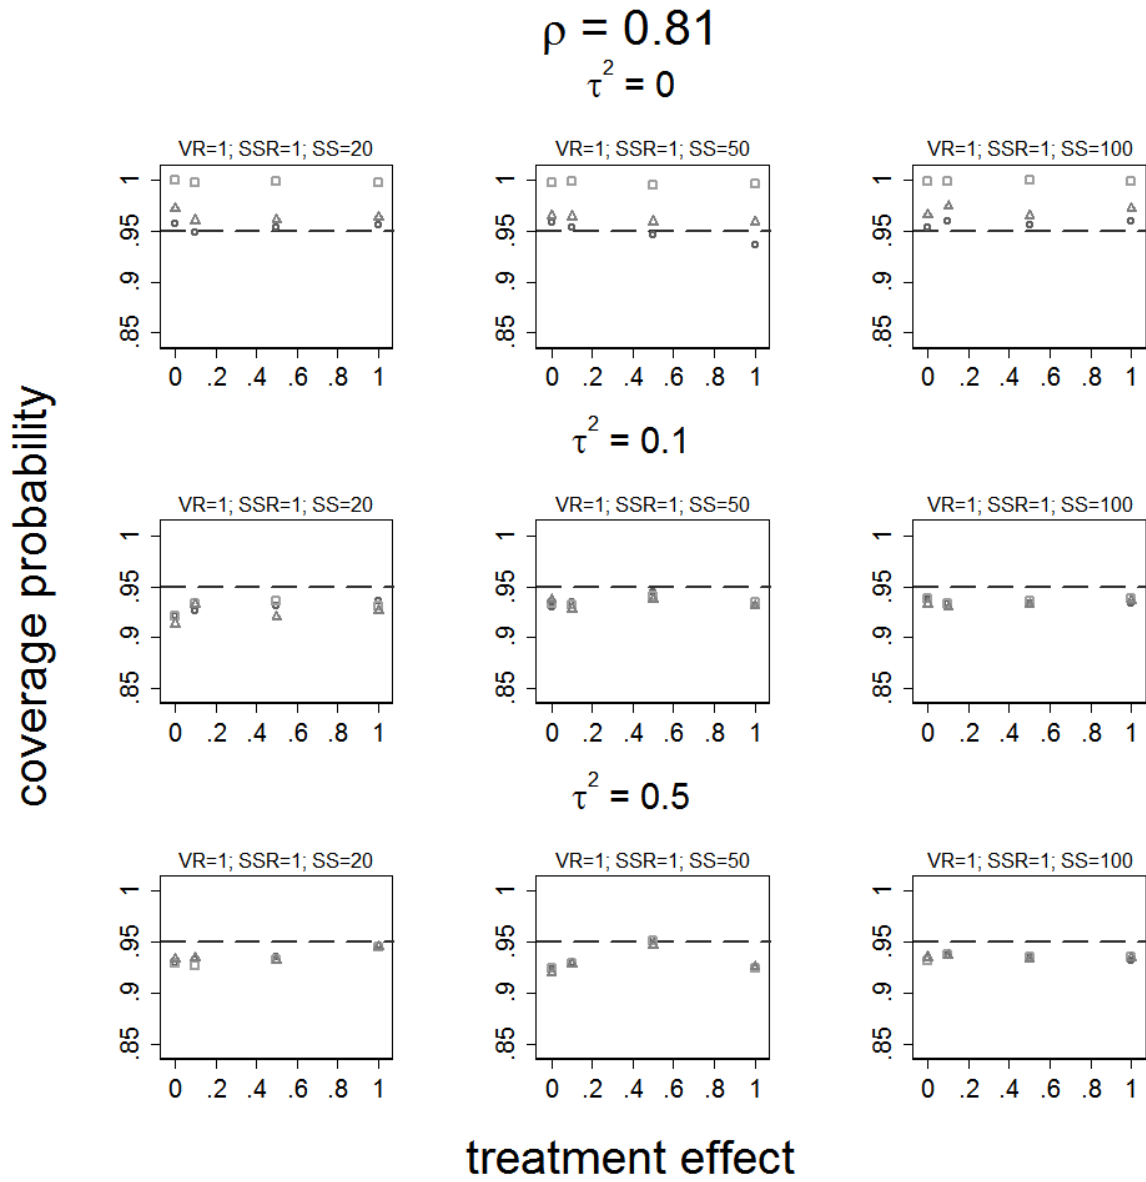 ρ = 0.81
τ² = 0
VR=1; SSR=1; SS=20
VR=1; SSR=1; SS=50
VR=1; SSR=1; SS=100
1
.95
.9
.85
0 .2 .4 .6 .8 1
1
.95
.9
.85
0 .2 .4 .6 .8 1
1
.95
.9
.85
0 .2 .4 .6 .8 1
coverage probability
τ² = 0.1
VR=1; SSR=1; SS=20
VR=1; SSR=1; SS=50
VR=1; SSR=1; SS=100
1
.95
.9
.85
0 .2 .4 .6 .8 1
1
.95
.9
.85
0 .2 .4 .6 .8 1
1
.95
.9
.85
0 .2 .4 .6 .8 1
τ² = 0.5
VR=1; SSR=1; SS=20
VR=1; SSR=1; SS=50
VR=1; SSR=1; SS=100
1
.95
.9
.85
0 .2 .4 .6 .8 1
1
.95
.9
.85
0 .2 .4 .6 .8 1
1
.95
.9
.85
0 .2 .4 .6 .8 1
treatment effect